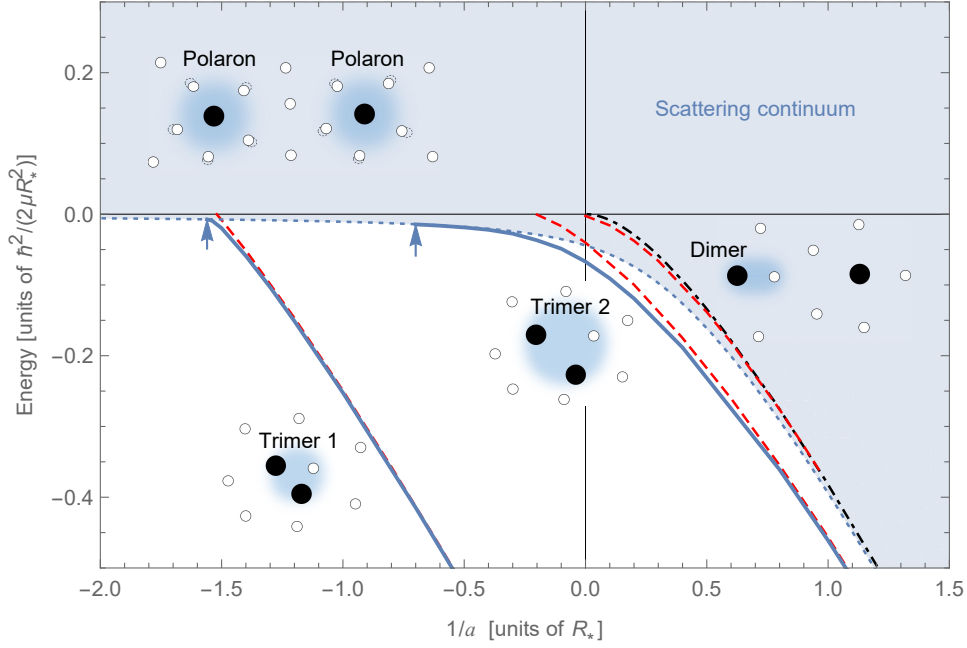 Polaron Polaron
Scattering continuum
Dimer
Trimer 2
Trimer 1
Energy [units of ℏ²/(2μR⋆²)]
0.2
0.0
−0.2
−0.4
−2.0 −1.5 −1.0 −0.5 0.0 0.5 1.0 1.5
1/a [units of R⋆]